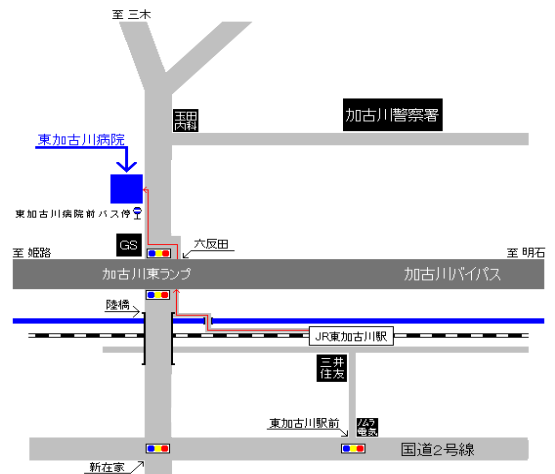 至 三木
玉田
内科
加古川警察署
東加古川病院
東加古川病院前バス停
GS
六反田
至 姫路
至 明石
加古川東ランプ
加古川バイパス
陸橋
JR東加古川駅
三井
住友
東加古川駅前
ノムラ
電気
国道2号線
新在家